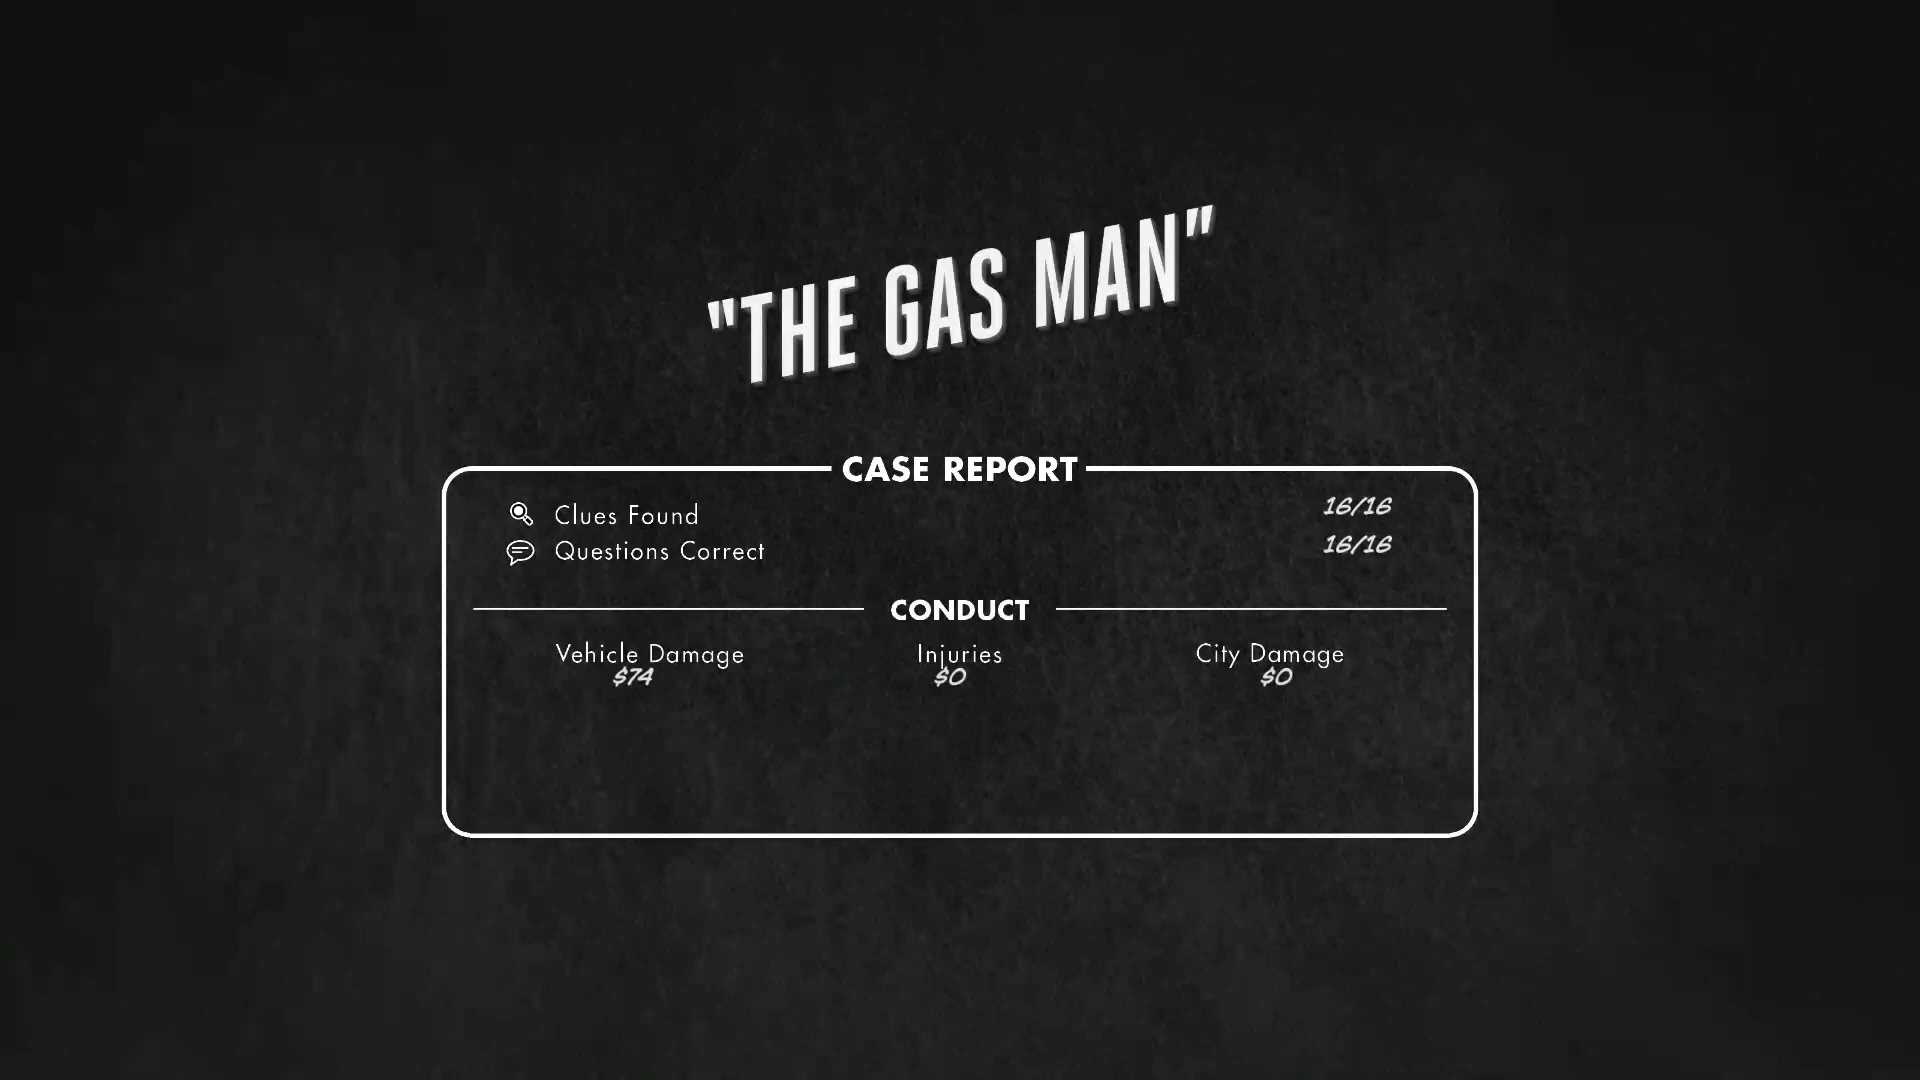 "THE GAS MAN"
CASE REPORT
Clues Found 16/16
Questions Correct 16/16
CONDUCT
Vehicle Damage Injuries City Damage
$74 $0 $0